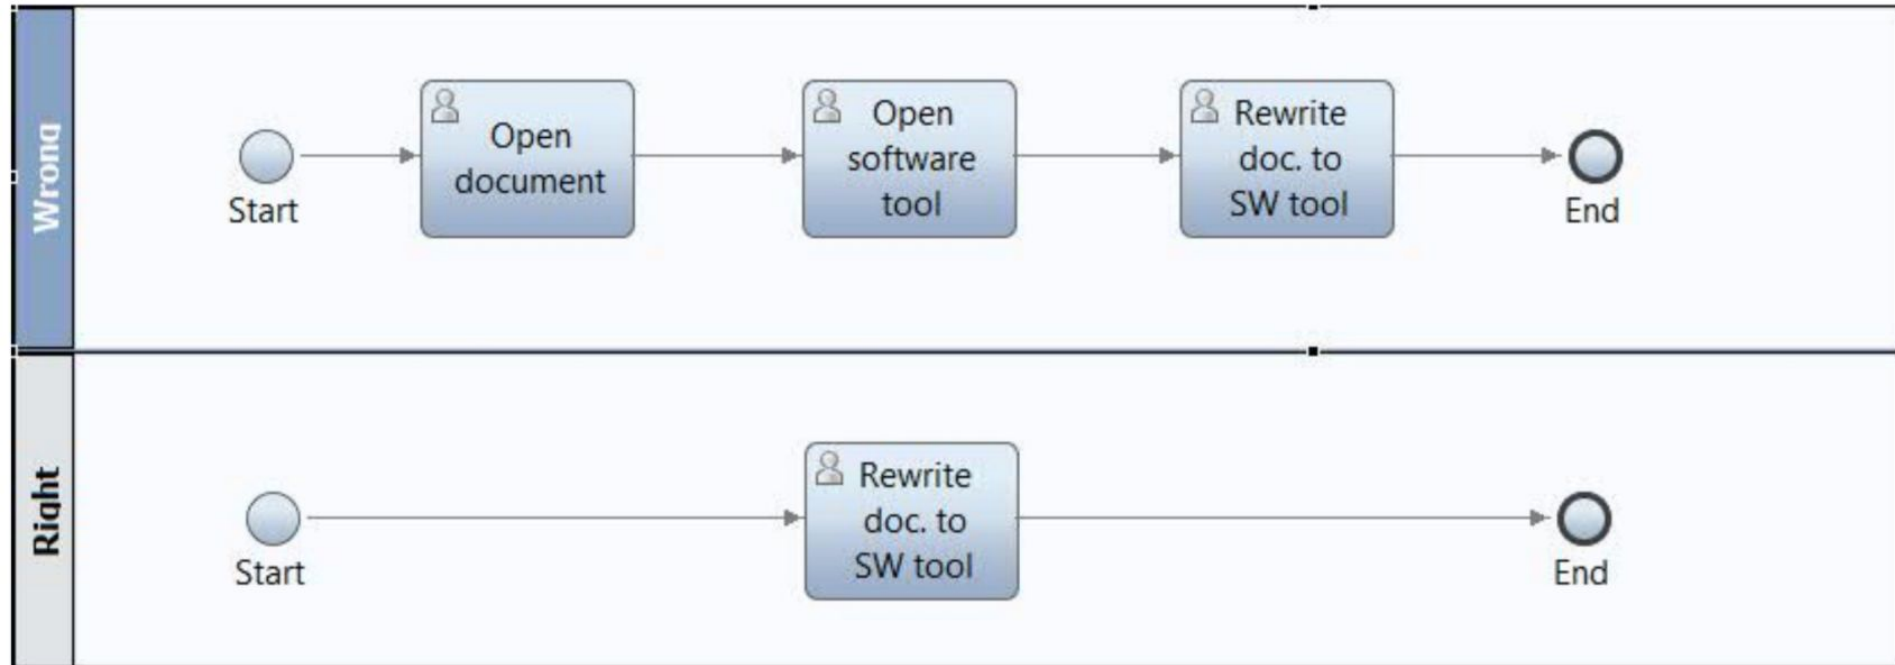 Wrong
Open
document
Open
software
tool
Rewrite
doc. to
SW tool
Start
End
Right
Rewrite
doc. to
SW tool
Start
End